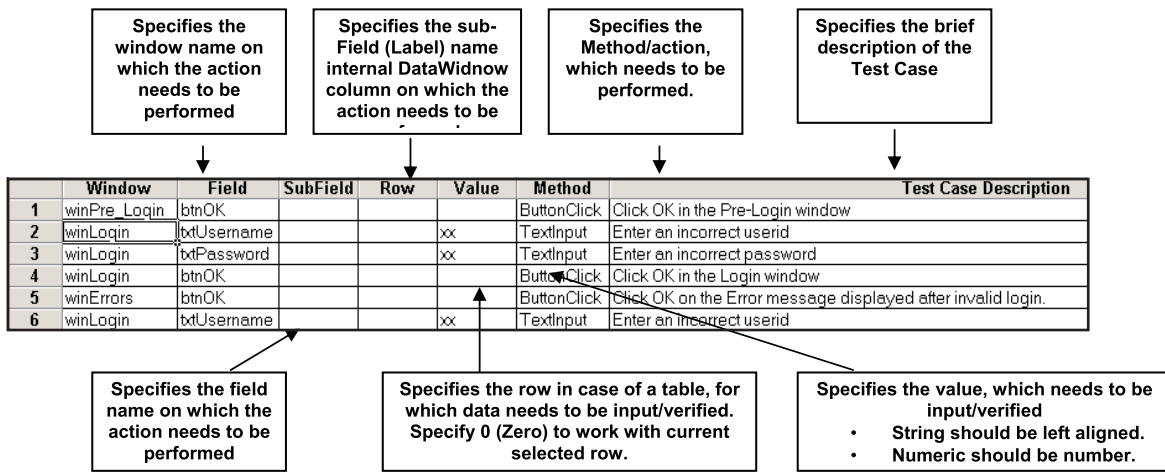 Specifies the
window name on
which the action
needs to be
performed
Specifies the sub-
Field (Label) name
internal DataWidnow
column on which the
action needs to be
Specifies the
Method/action,
which needs to be
performed.
Specifies the brief
description of the
Test Case
Window Field SubField Row Value Method Test Case Description
1 winPre_Login btnOK ButtonClick Click OK in the Pre-Login window
2 winLogin txtUsername xx TextInput Enter an incorrect userid
3 winLogin txtPassword xx TextInput Enter an incorrect password
4 winLogin btnOK ButtonClick Click OK in the Login window
5 winErrors btnOK ButtonClick Click OK on the Error message displayed after invalid login.
6 winLogin txtUsername xx TextInput Enter an incorrect userid
Specifies the field
name on which the
action needs to be
performed
Specifies the row in case of a table, for
which data needs to be input/verified.
Specify 0 (Zero) to work with current
selected row.
Specifies the value, which needs to be
input/verified
• String should be left aligned.
• Numeric should be number.